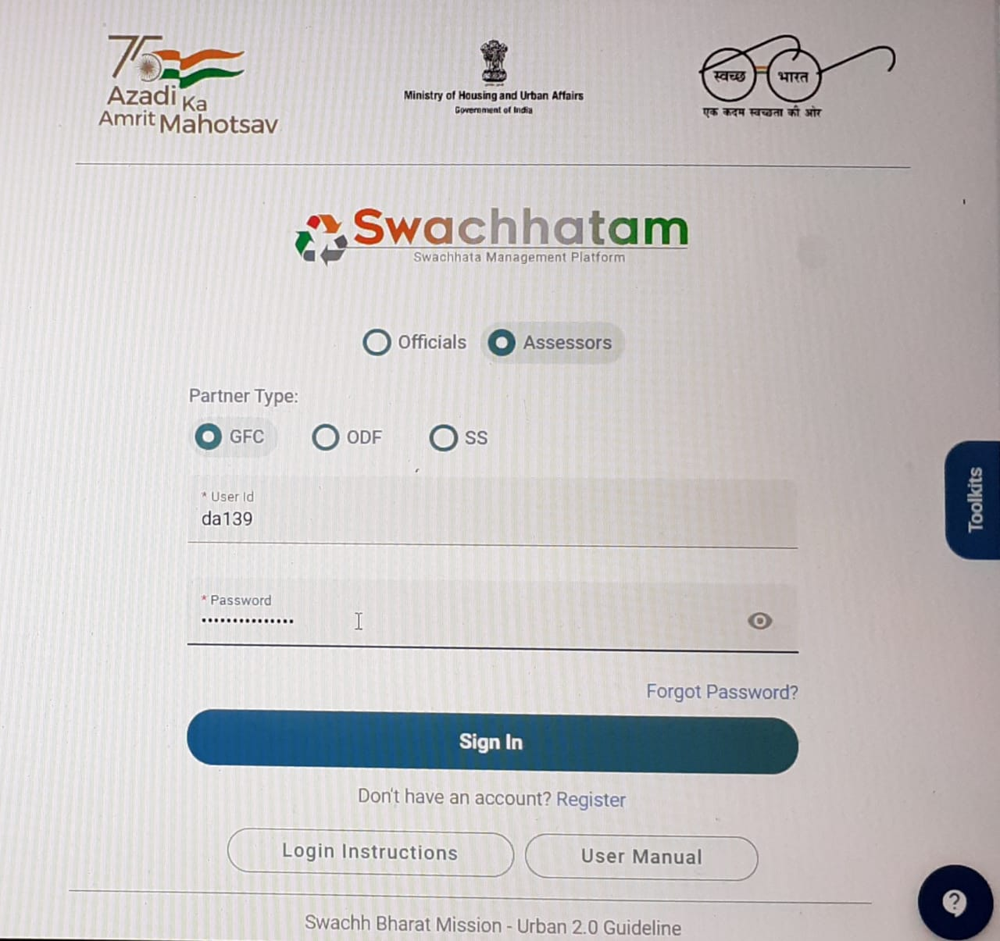 75
Azadi Ka
Amrit Mahotsav
Ministry of Housing and Urban Affairs
Government of India
स्वच्छ भारत
एक कदम स्वच्छता की ओर
Swachhatam
Swachhata Management Platform
Officials Assessors
Partner Type:
GFC ODF SS
* User Id
da139
Toolkits
* Password
•••••••••••••••
Forgot Password?
Sign In
Don't have an account? Register
Login Instructions User Manual
?
Swachh Bharat Mission - Urban 2.0 Guideline